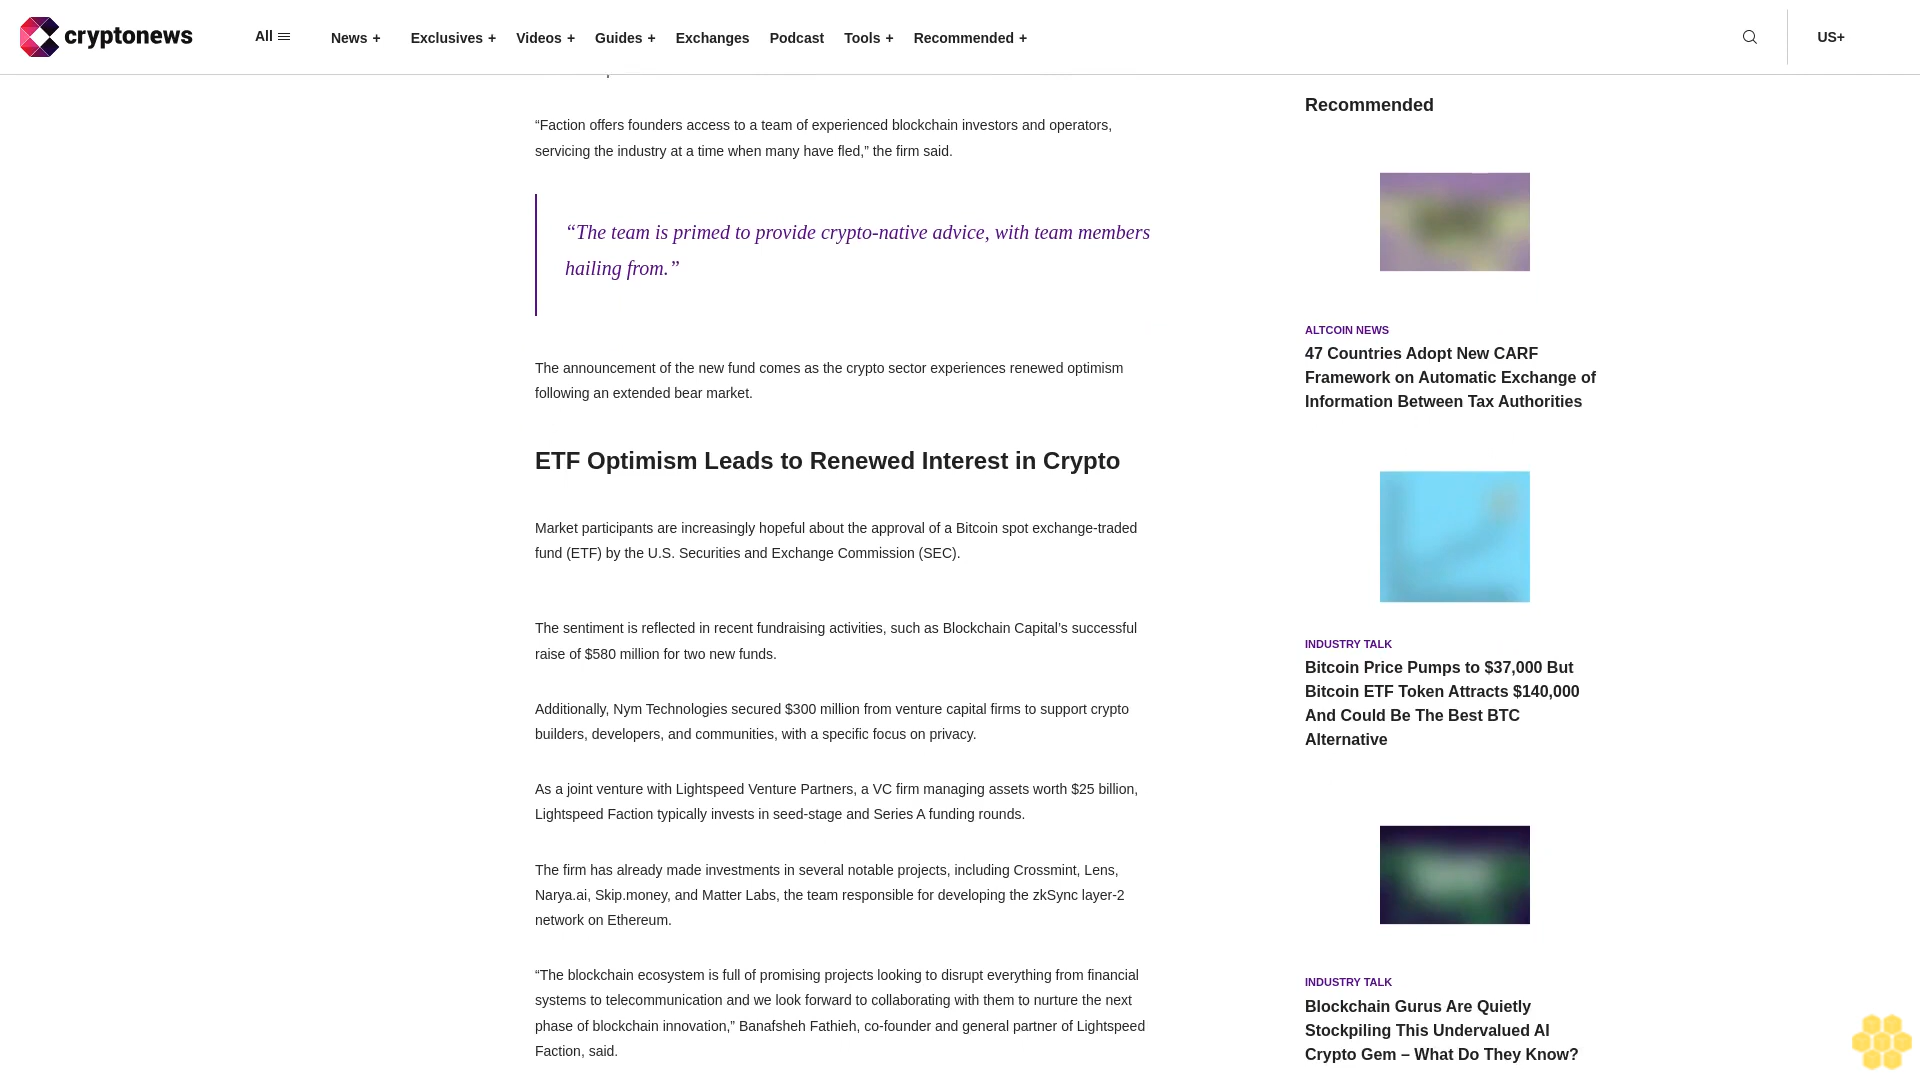 cryptonews
All
News +
Exclusives +
Videos +
Guides +
Exchanges
Podcast
Tools +
Recommended +
US+
“Faction offers founders access to a team of experienced blockchain investors and operators,
servicing the industry at a time when many have fled,” the firm said.
“The team is primed to provide crypto-native advice, with team members
hailing from.”
The announcement of the new fund comes as the crypto sector experiences renewed optimism
following an extended bear market.
ETF Optimism Leads to Renewed Interest in Crypto
Market participants are increasingly hopeful about the approval of a Bitcoin spot exchange-traded
fund (ETF) by the U.S. Securities and Exchange Commission (SEC).
The sentiment is reflected in recent fundraising activities, such as Blockchain Capital’s successful
raise of $580 million for two new funds.
Additionally, Nym Technologies secured $300 million from venture capital firms to support crypto
builders, developers, and communities, with a specific focus on privacy.
As a joint venture with Lightspeed Venture Partners, a VC firm managing assets worth $25 billion,
Lightspeed Faction typically invests in seed-stage and Series A funding rounds.
The firm has already made investments in several notable projects, including Crossmint, Lens,
Narya.ai, Skip.money, and Matter Labs, the team responsible for developing the zkSync layer-2
network on Ethereum.
“The blockchain ecosystem is full of promising projects looking to disrupt everything from financial
systems to telecommunication and we look forward to collaborating with them to nurture the next
phase of blockchain innovation,” Banafsheh Fathieh, co-founder and general partner of Lightspeed
Faction, said.
Recommended
ALTCOIN NEWS
47 Countries Adopt New CARF
Framework on Automatic Exchange of
Information Between Tax Authorities
INDUSTRY TALK
Bitcoin Price Pumps to $37,000 But
Bitcoin ETF Token Attracts $140,000
And Could Be The Best BTC
Alternative
INDUSTRY TALK
Blockchain Gurus Are Quietly
Stockpiling This Undervalued AI
Crypto Gem – What Do They Know?